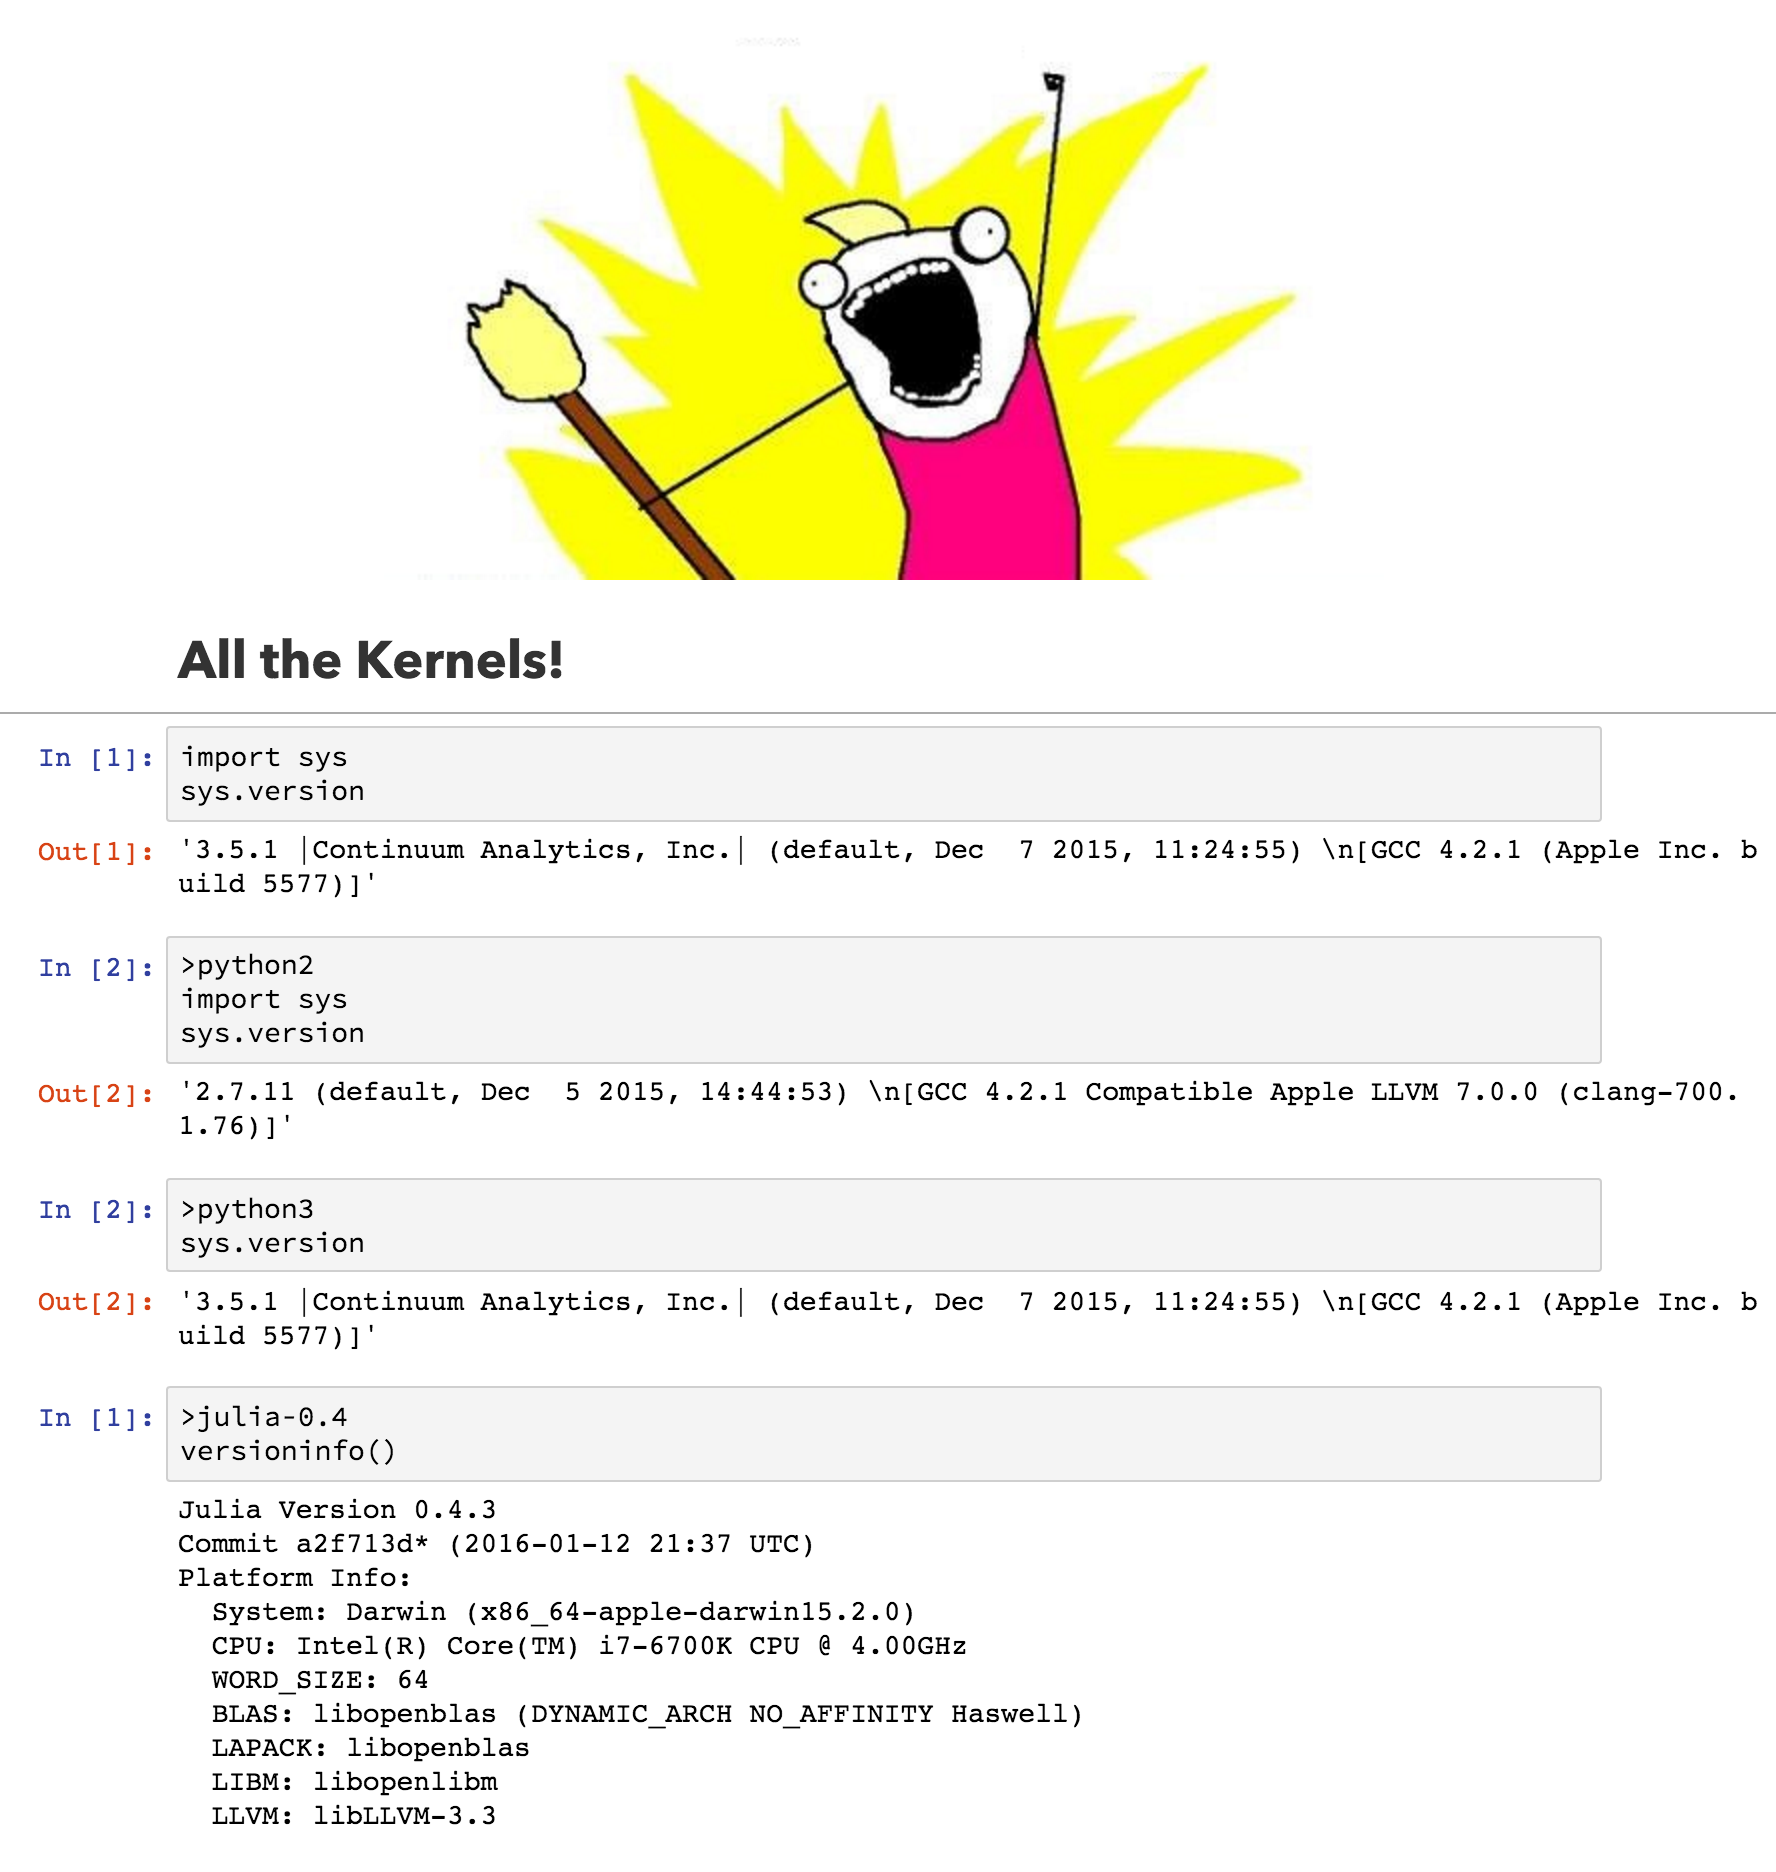 All the Kernels!
In [1]:
import sys
sys.version
Out[1]:
'3.5.1 |Continuum Analytics, Inc.| (default, Dec  7 2015, 11:24:55) \n[GCC 4.2.1 (Apple Inc. b
uild 5577)]'
In [2]:
>python2
import sys
sys.version
Out[2]:
'2.7.11 (default, Dec  5 2015, 14:44:53) \n[GCC 4.2.1 Compatible Apple LLVM 7.0.0 (clang-700.
1.76)]'
In [2]:
>python3
sys.version
Out[2]:
'3.5.1 |Continuum Analytics, Inc.| (default, Dec  7 2015, 11:24:55) \n[GCC 4.2.1 (Apple Inc. b
uild 5577)]'
In [1]:
>julia-0.4
versioninfo()
Julia Version 0.4.3
Commit a2f713d* (2016-01-12 21:37 UTC)
Platform Info:
  System: Darwin (x86_64-apple-darwin15.2.0)
  CPU: Intel(R) Core(TM) i7-6700K CPU @ 4.00GHz
  WORD_SIZE: 64
  BLAS: libopenblas (DYNAMIC_ARCH NO_AFFINITY Haswell)
  LAPACK: libopenblas
  LIBM: libopenlibm
  LLVM: libLLVM-3.3